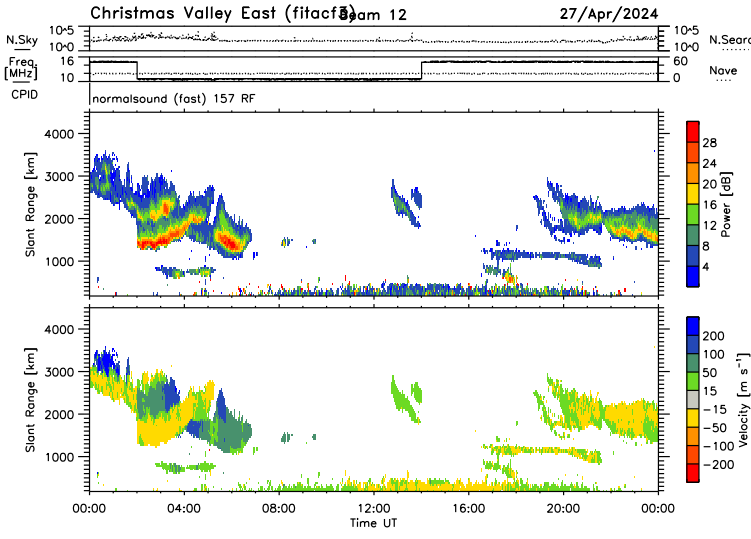 Christmas Valley East (fitacf3)
Beam 12
27/Apr/2024
N.Sky
10^5
10^0
10^5
10^0
N.Sear
Freq.
[MHz]
16
10
60
0
Nave
CPID
normalsound (fast) 157 RF
Slant Range [km]
4000
3000
2000
1000
28
24
20
16
12
8
4
Power [dB]
Slant Range [km]
4000
3000
2000
1000
200
100
50
15
-15
-50
-100
-200
Velocity [m s^-1]
00:00
04:00
08:00
12:00
16:00
20:00
00:00
Time UT